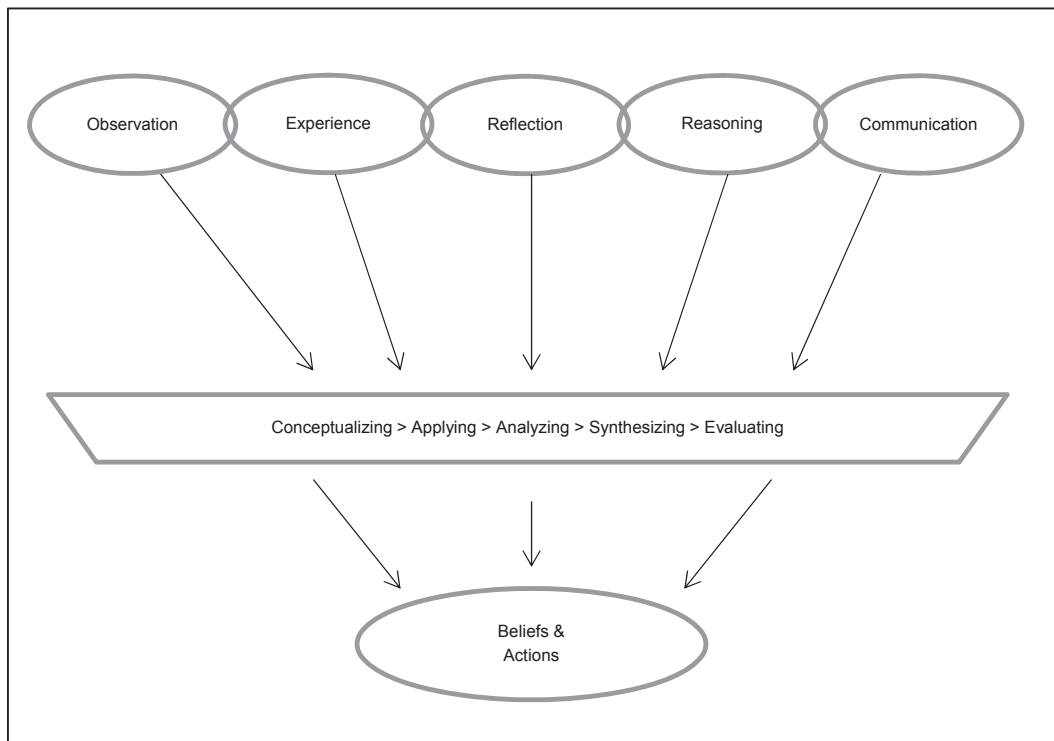 Observation Experience Reflection Reasoning Communication
Conceptualizing > Applying > Analyzing > Synthesizing > Evaluating
Beliefs &
Actions